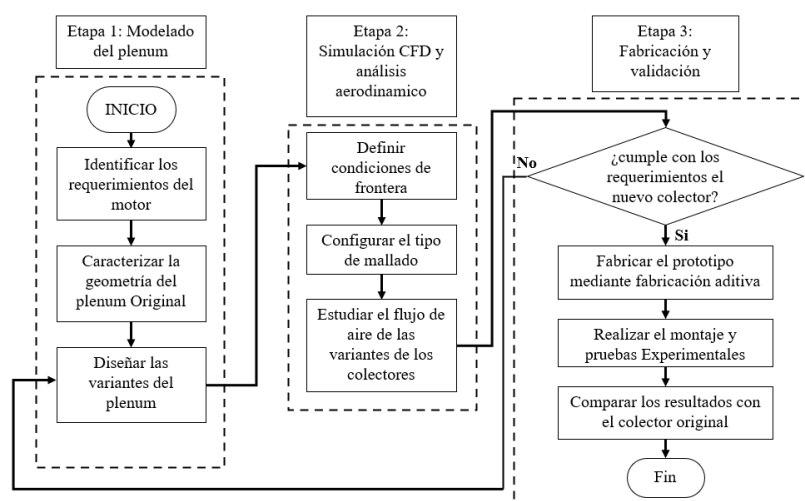 Etapa 1: Modelado
del plenum
INICIO
Identificar los
requerimientos del
motor
Caracterizar la
geometría del
plenum Original
Diseñar las
variantes del
plenum
Etapa 2:
Simulación CFD y
análisis
aerodinamico
Definir
condiciones de
frontera
Configurar el tipo
de mallado
Estudiar el flujo de
aire de las
variantes de los
colectores
Etapa 3:
Fabricación y
validación
¿cumple con los
requerimientos el
nuevo colector?
No
Si
Fabricar el prototipo
mediante fabricación aditiva
Realizar el montaje y
pruebas Experimentales
Comparar los resultados con
el colector original
Fin